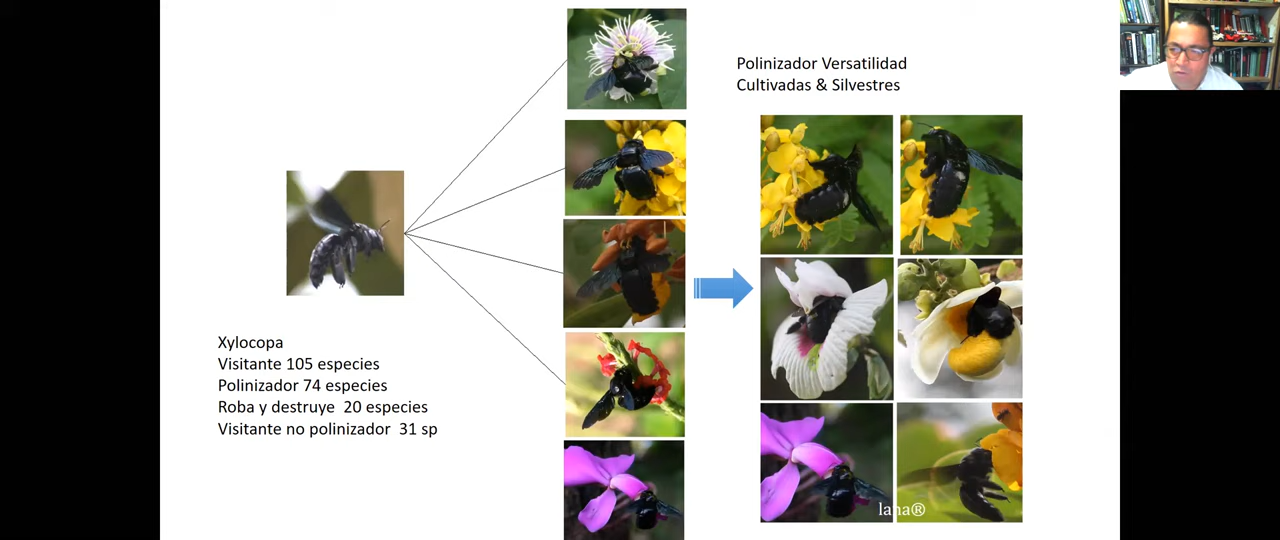 Polinizador Versatilidad
Cultivadas & Silvestres
Xylocopa
Visitante 105 especies
Polinizador 74 especies
Roba y destruye 20 especies
Visitante no polinizador 31 sp